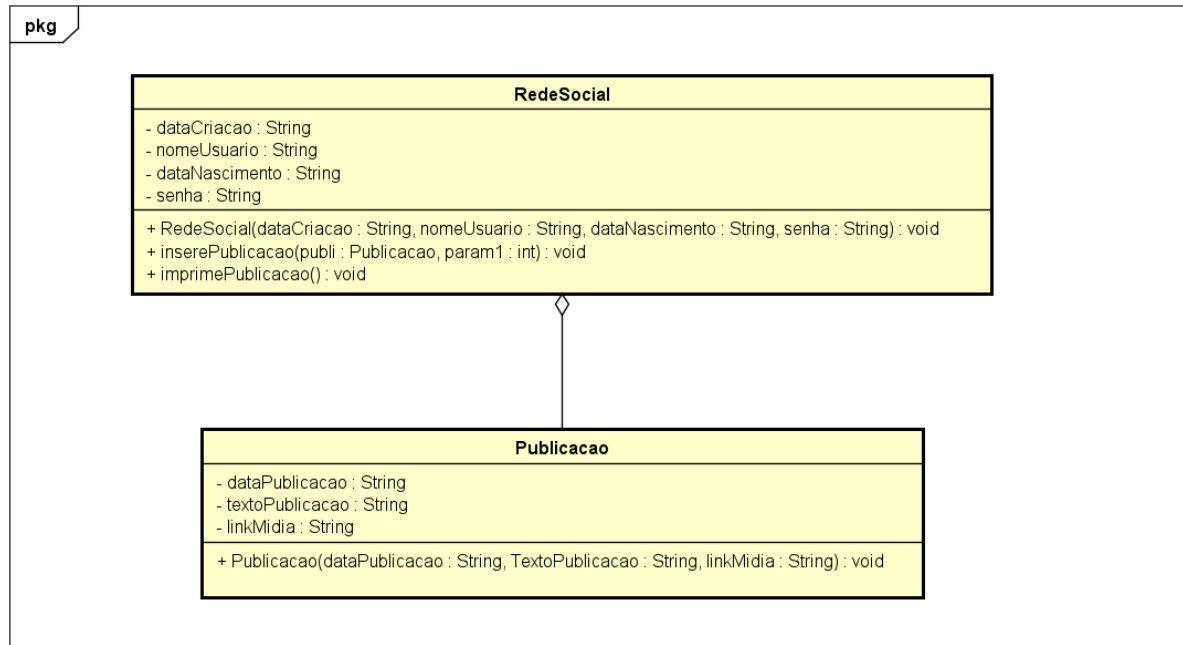 pkg
RedeSocial
- dataCriacao : String
- nomeUsuario : String
- dataNascimento : String
- senha : String
+ RedeSocial(dataCriacao : String, nomeUsuario : String, dataNascimento : String, senha : String) : void
+ inserePublicacao(publi : Publicacao, param1 : int) : void
+ imprimePublicacao() : void
Publicacao
- dataPublicacao : String
- textoPublicacao : String
- linkMidia : String
+ Publicacao(dataPublicacao : String, TextoPublicacao : String, linkMidia : String) : void